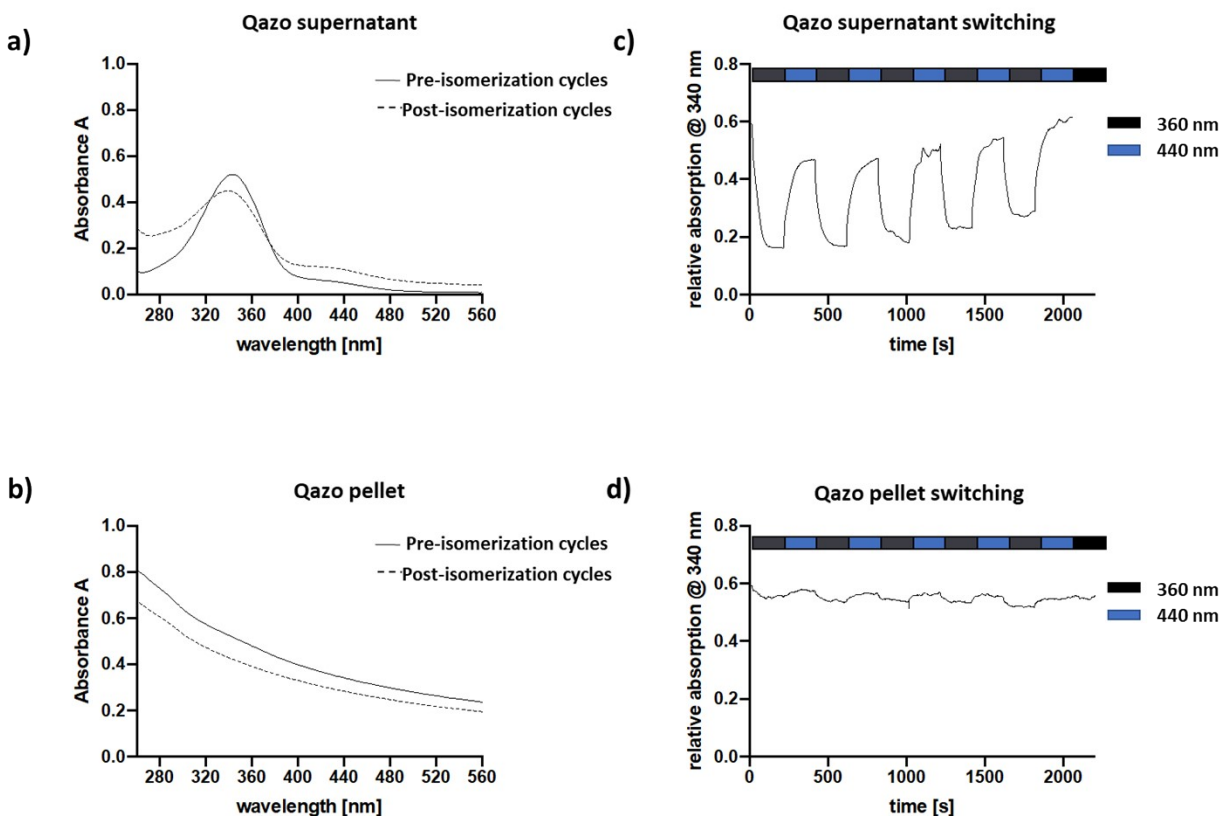 a)
Qazo supernatant
Absorbance A
1.0
0.8
0.6
0.4
0.2
0.0
280 320 360 400 440 480 520 560
wavelength [nm]
Pre-isomerization cycles
Post-isomerization cycles
c)
Qazo supernatant switching
relative absorption @ 340 nm
0.8
0.6
0.4
0.2
0.0
0 500 1000 1500 2000
time [s]
360 nm
440 nm
b)
Qazo pellet
Absorbance A
1.0
0.8
0.6
0.4
0.2
0.0
280 320 360 400 440 480 520 560
wavelength [nm]
Pre-isomerization cycles
Post-isomerization cycles
d)
Qazo pellet switching
relative absorption @ 340 nm
0.8
0.6
0.4
0.2
0.0
0 500 1000 1500 2000
time [s]
360 nm
440 nm